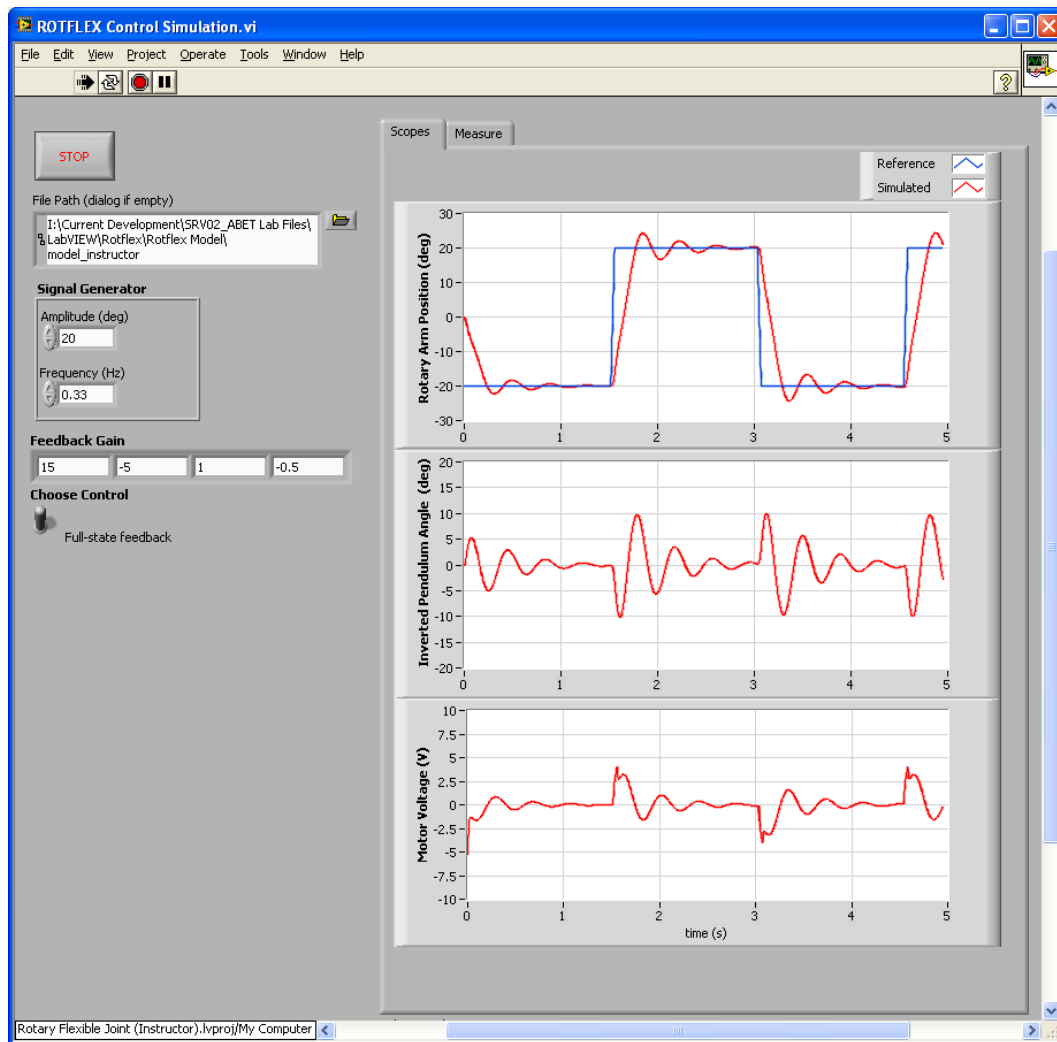 ROTFLEX Control Simulation.vi
File Edit View Project Operate Tools Window Help
STOP
File Path (dialog if empty)
I:\Current Development\SRV02_ABET Lab Files\
LabVIEW\Rotflex\Rotflex Model\
model_instructor
Signal Generator
Amplitude (deg)
20
Frequency (Hz)
0.33
Feedback Gain
15 -5 1 -0.5
Choose Control
Full-state feedback
Scopes Measure
Reference
Simulated
Rotary Arm Position (deg)
30
20
10
0
-10
-20
-30
0 1 2 3 4 5
Inverted Pendulum Angle (deg)
20
15
10
5
0
-5
-10
-15
-20
0 1 2 3 4 5
Motor Voltage (V)
10
7.5
5
2.5
0
-2.5
-5
-7.5
-10
0 1 2 3 4 5
time (s)
Rotary Flexible Joint (Instructor).lvproj/My Computer